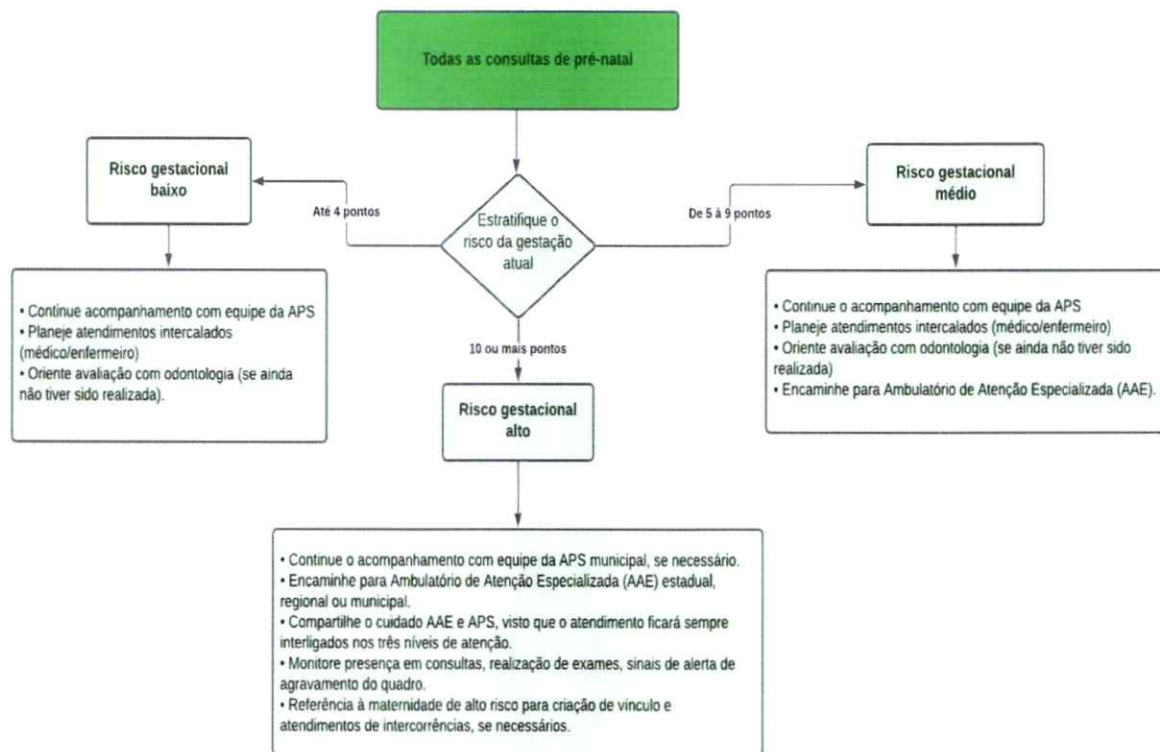 Todas as consultas de pré-natal
Risco gestacional
baixo
Até 4 pontos
Estratifique o
risco da gestação
atual
De 5 à 9 pontos
Risco gestacional
médio
• Continue acompanhamento com equipe da APS
• Planeje atendimentos intercalados
(médico/enfermeiro)
• Oriente avaliação com odontologia (se ainda
não tiver sido realizada).
• Continue o acompanhamento com equipe da APS
• Planeje atendimentos intercalados (médico/enfermeiro)
• Oriente avaliação com odontologia (se ainda não tiver sido
realizada)
• Encaminhe para Ambulatório de Atenção Especializada (AAE).
10 ou mais pontos
Risco gestacional
alto
• Continue o acompanhamento com equipe da APS municipal, se necessário.
• Encaminhe para Ambulatório de Atenção Especializada (AAE) estadual,
regional ou municipal.
• Compartilhe o cuidado AAE e APS, visto que o atendimento ficará sempre
interligados nos três níveis de atenção.
• Monitore presença em consultas, realização de exames, sinais de alerta de
agravamento do quadro.
• Referência à maternidade de alto risco para criação de vínculo e
atendimentos de intercorrências, se necessários.